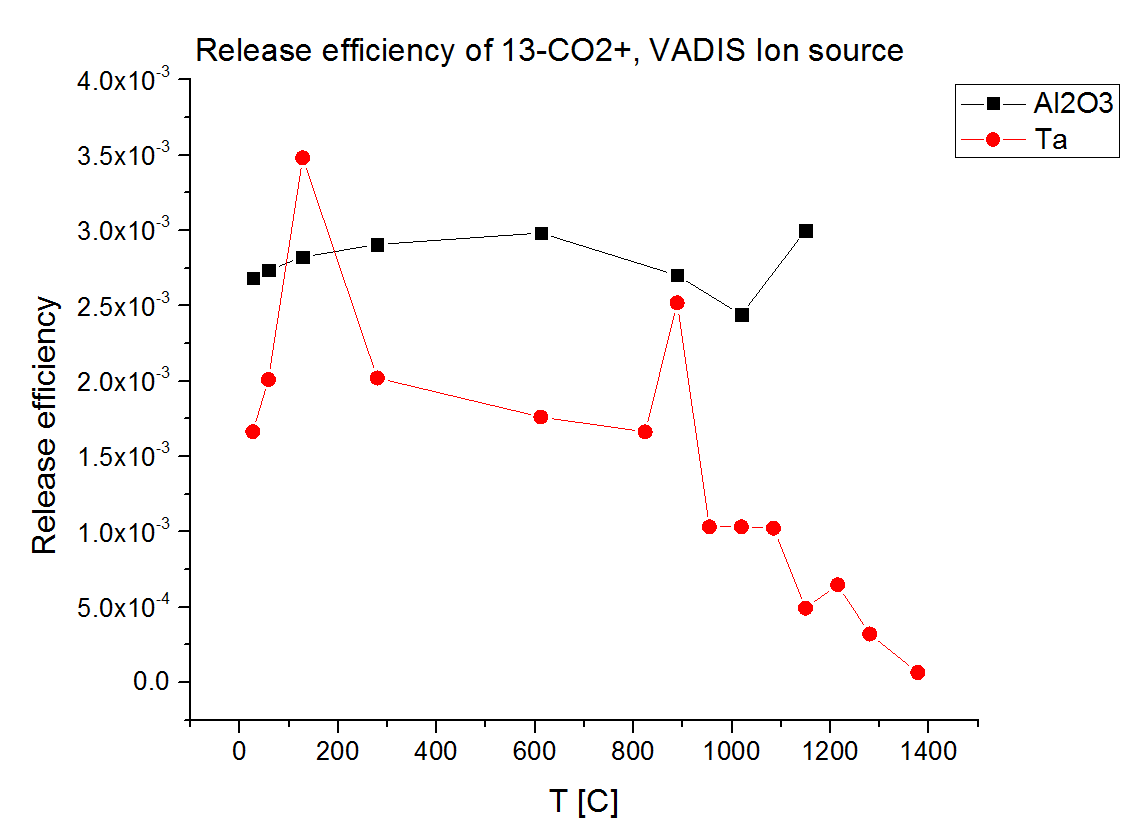 Release efficiency of 13-CO2+, VADIS Ion source
Al2O3
Ta
4.0x10-3
3.5x10-3
3.0x10-3
2.5x10-3
2.0x10-3
1.5x10-3
1.0x10-3
5.0x10-4
0.0
Release efficiency
0 200 400 600 800 1000 1200 1400
T [C]